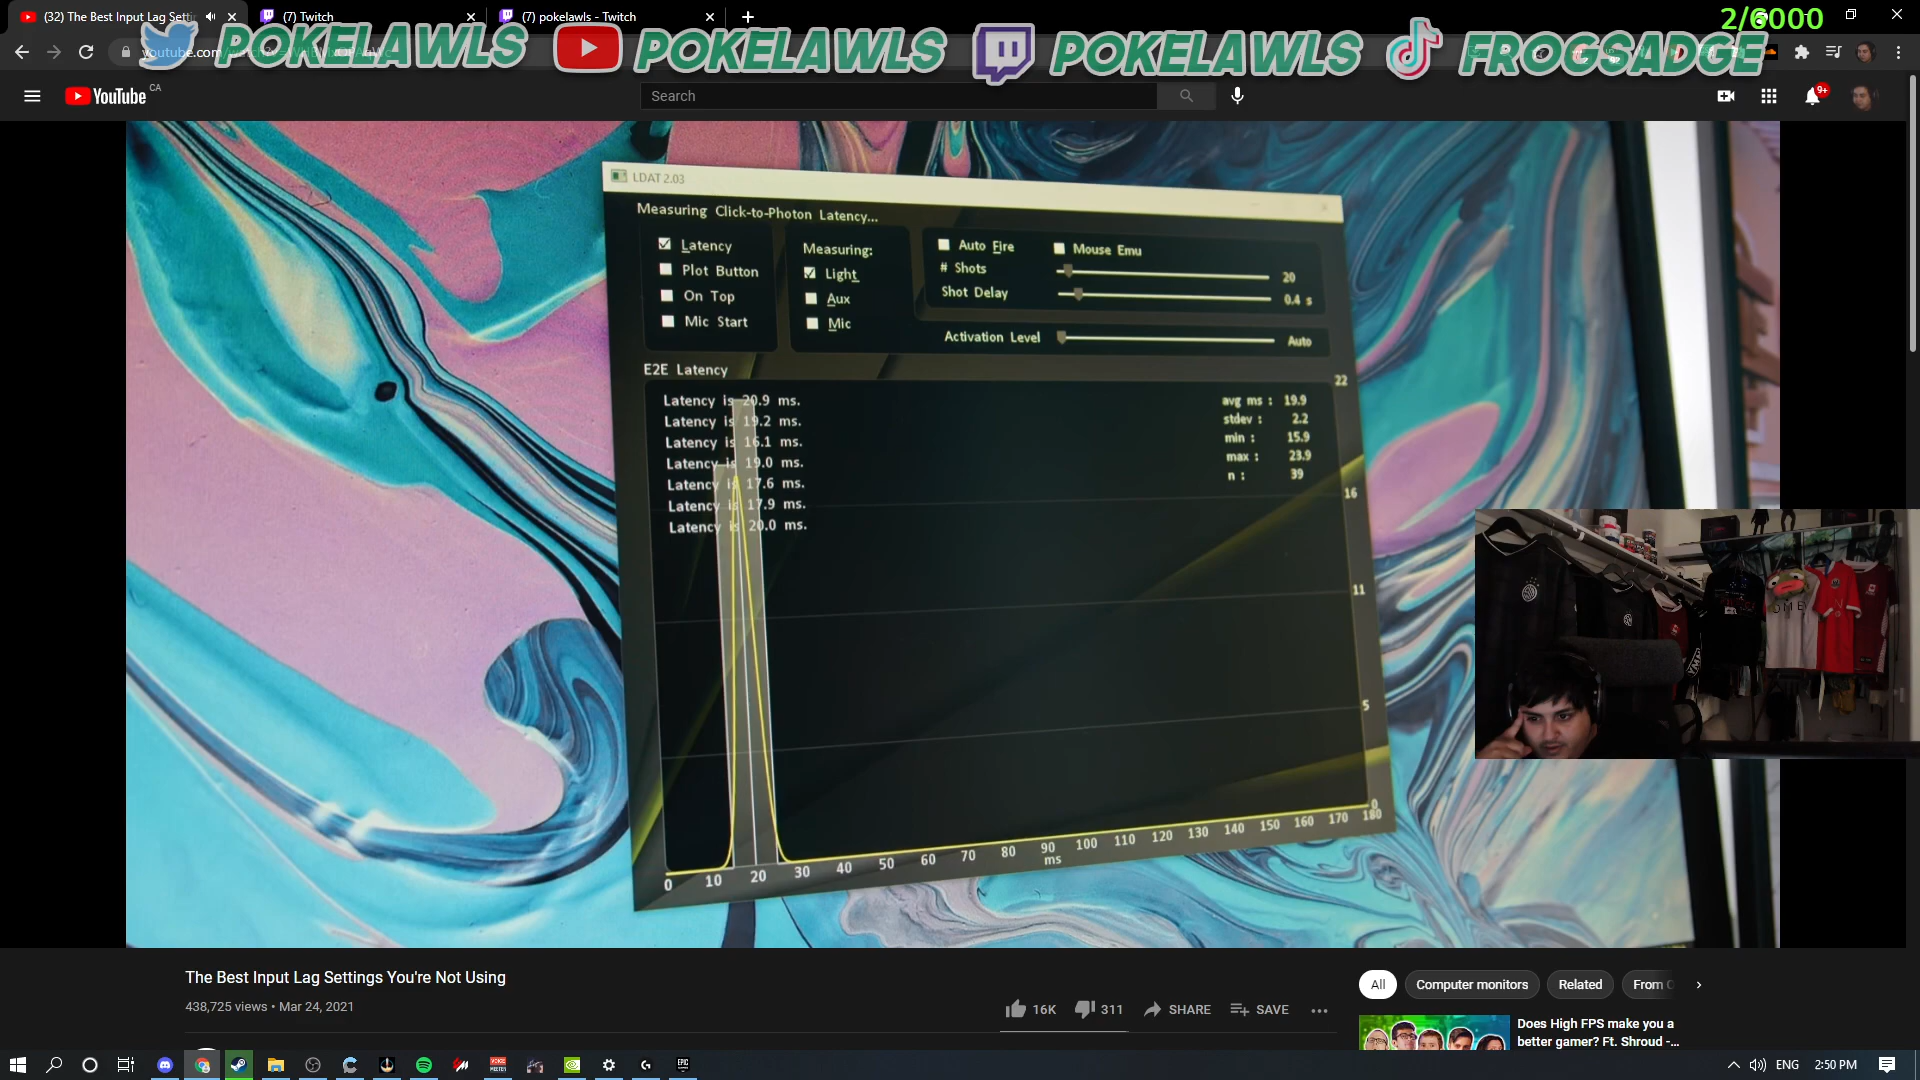 (32) The Best Input Lag Setti
(7) Twitch
(7) pokelawls - Twitch
2/6000
POKELAWLS
POKELAWLS
POKELAWLS
FROGSADGE
YouTube
CA
Search
9+
LDAT 2.03
Measuring Click-to-Photon Latency...
Latency
Plot Button
On Top
Mic Start
Measuring:
Light
Aux
Mic
Auto Fire
Mouse Emu
# Shots
20
Shot Delay
0.4 s
Activation Level
Auto
E2E Latency
22
Latency is 20.9 ms.
Latency is 19.2 ms.
Latency is 16.1 ms.
Latency is 19.0 ms.
Latency is 17.6 ms.
Latency is 17.9 ms.
Latency is 20.0 ms.
avg ms : 19.9
stdev : 2.2
min : 15.9
max : 23.9
n : 39
16
11
5
0
0 10 20 30 40 50 60 70 80 90 100 110 120 130 140 150 160 170 180
ms
The Best Input Lag Settings You're Not Using
438,725 views • Mar 24, 2021
16K
311
SHARE
SAVE
All
Computer monitors
Related
From
Does High FPS make you a
better gamer? Ft. Shroud -...
ENG
2:50 PM